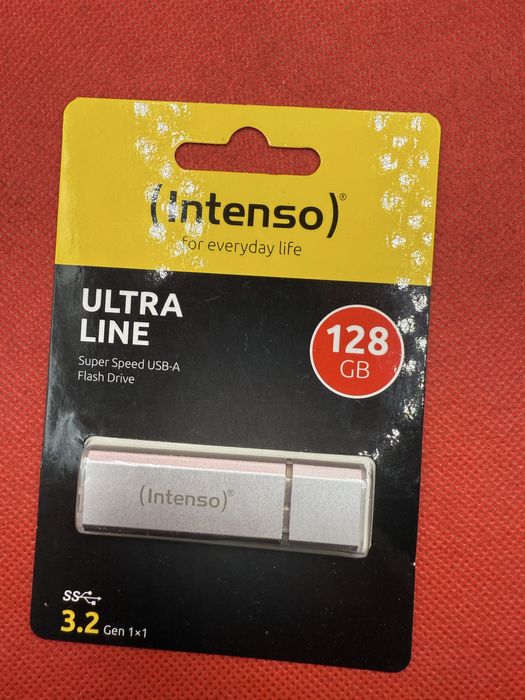 (Intenso)®
for everyday life
ULTRA
LINE
Super Speed USB-A
Flash Drive
128
GB
(Intenso)®
SS
3.2 Gen 1×1